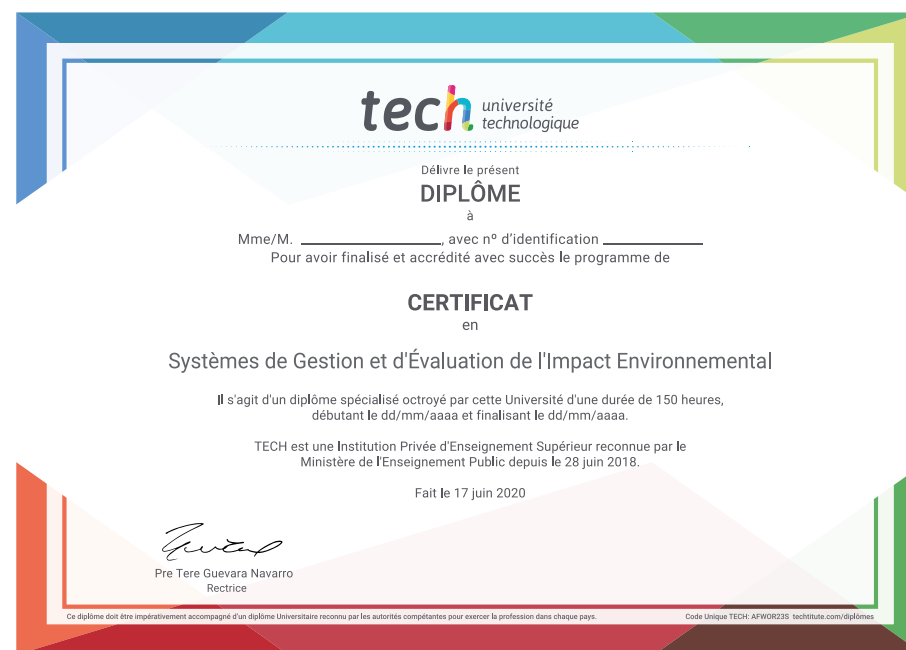 tech université
technologique
Délivre le présent
DIPLÔME
à
Mme/M. ____________________, avec nº d'identification ______________
Pour avoir finalisé et accrédité avec succès le programme de
CERTIFICAT
en
Systèmes de Gestion et d'Évaluation de l'Impact Environnemental
Il s'agit d'un diplôme spécialisé octroyé par cette Université d'une durée de 150 heures,
débutant le dd/mm/aaaa et finalisant le dd/mm/aaaa.
TECH est une Institution Privée d'Enseignement Supérieur reconnue par le
Ministère de l'Enseignement Public depuis le 28 juin 2018.
Fait le 17 juin 2020
Pre Tere Guevara Navarro
Rectrice
Ce diplôme doit être impérativement accompagné d'un diplôme Universitaire reconnu par les autorités compétentes pour exercer la profession dans chaque pays.
Code Unique TECH: AFWOR23S techtitute.com/diplômes